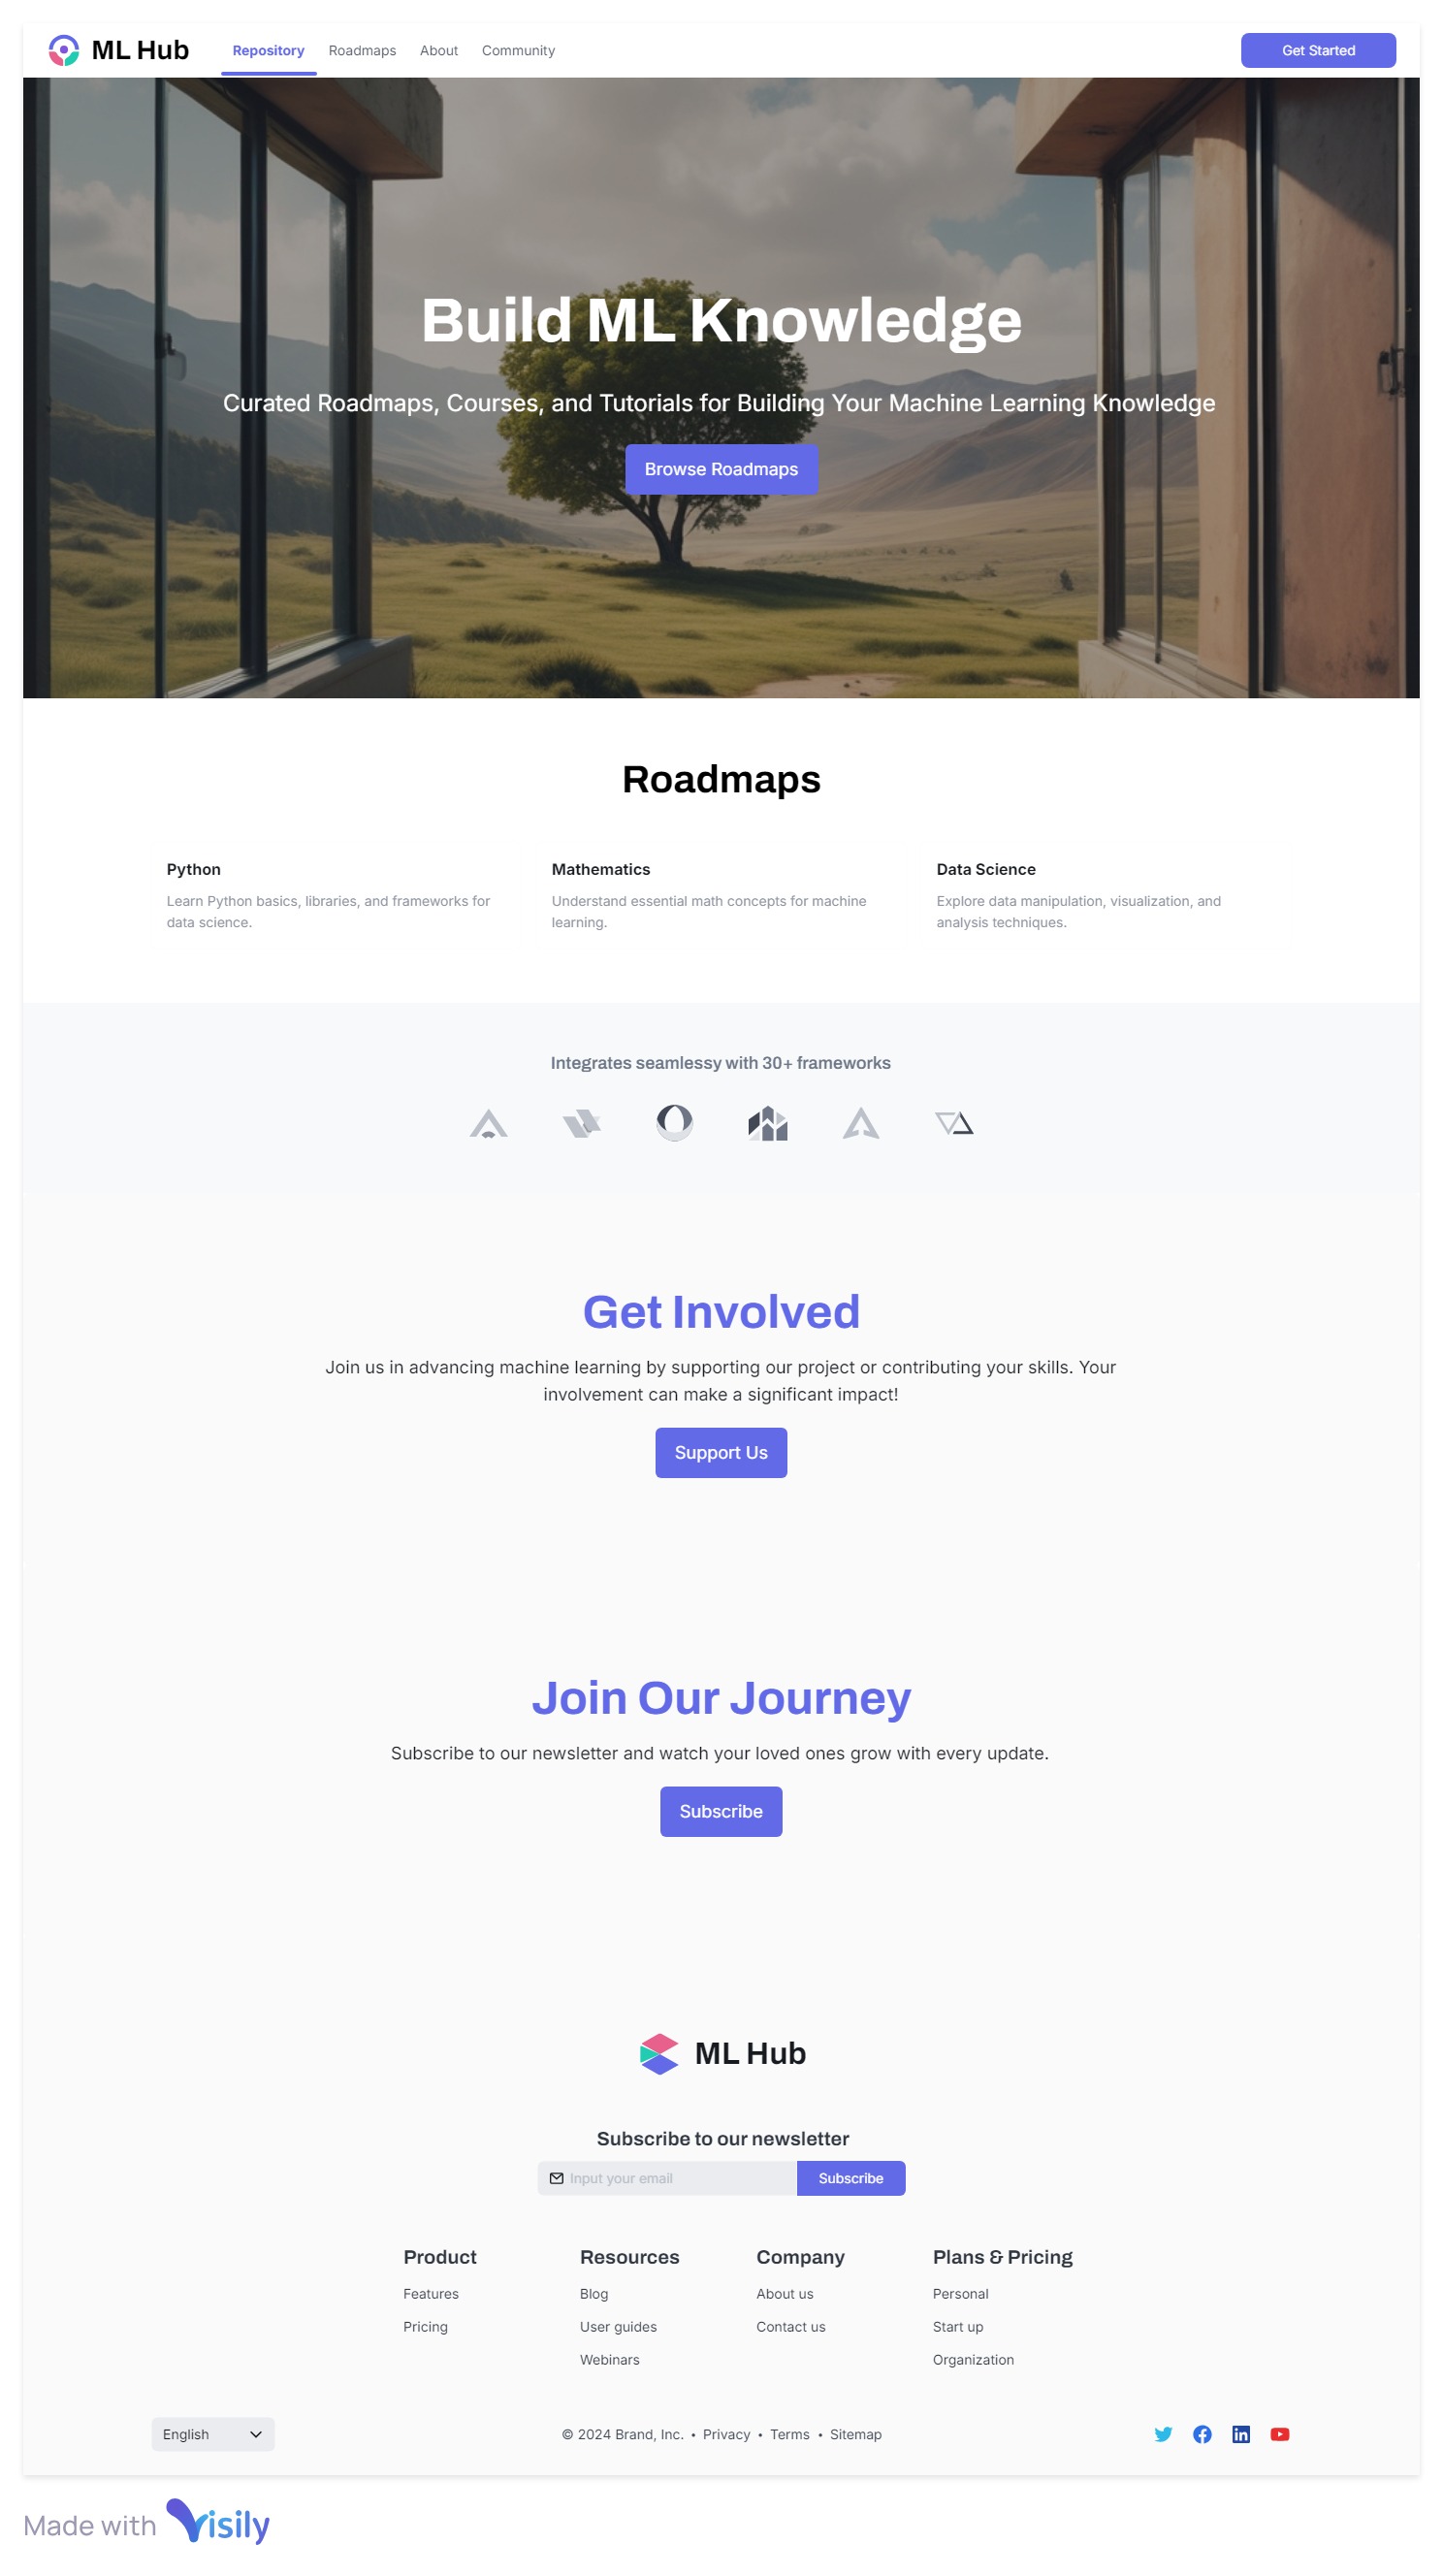 ML Hub
Repository Roadmaps About Community
Get Started
Build ML Knowledge
Curated Roadmaps, Courses, and Tutorials for Building Your Machine Learning Knowledge
Browse Roadmaps
Roadmaps
Python
Learn Python basics, libraries, and frameworks for
data science.
Mathematics
Understand essential math concepts for machine
learning.
Data Science
Explore data manipulation, visualization, and
analysis techniques.
Integrates seamlessy with 30+ frameworks
Get Involved
Join us in advancing machine learning by supporting our project or contributing your skills. Your
involvement can make a significant impact!
Support Us
Join Our Journey
Subscribe to our newsletter and watch your loved ones grow with every update.
Subscribe
ML Hub
Subscribe to our newsletter
Input your email
Subscribe
Product
Features
Pricing
Resources
Blog
User guides
Webinars
Company
About us
Contact us
Plans & Pricing
Personal
Start up
Organization
English
© 2024 Brand, Inc. • Privacy • Terms • Sitemap
Made with Visily